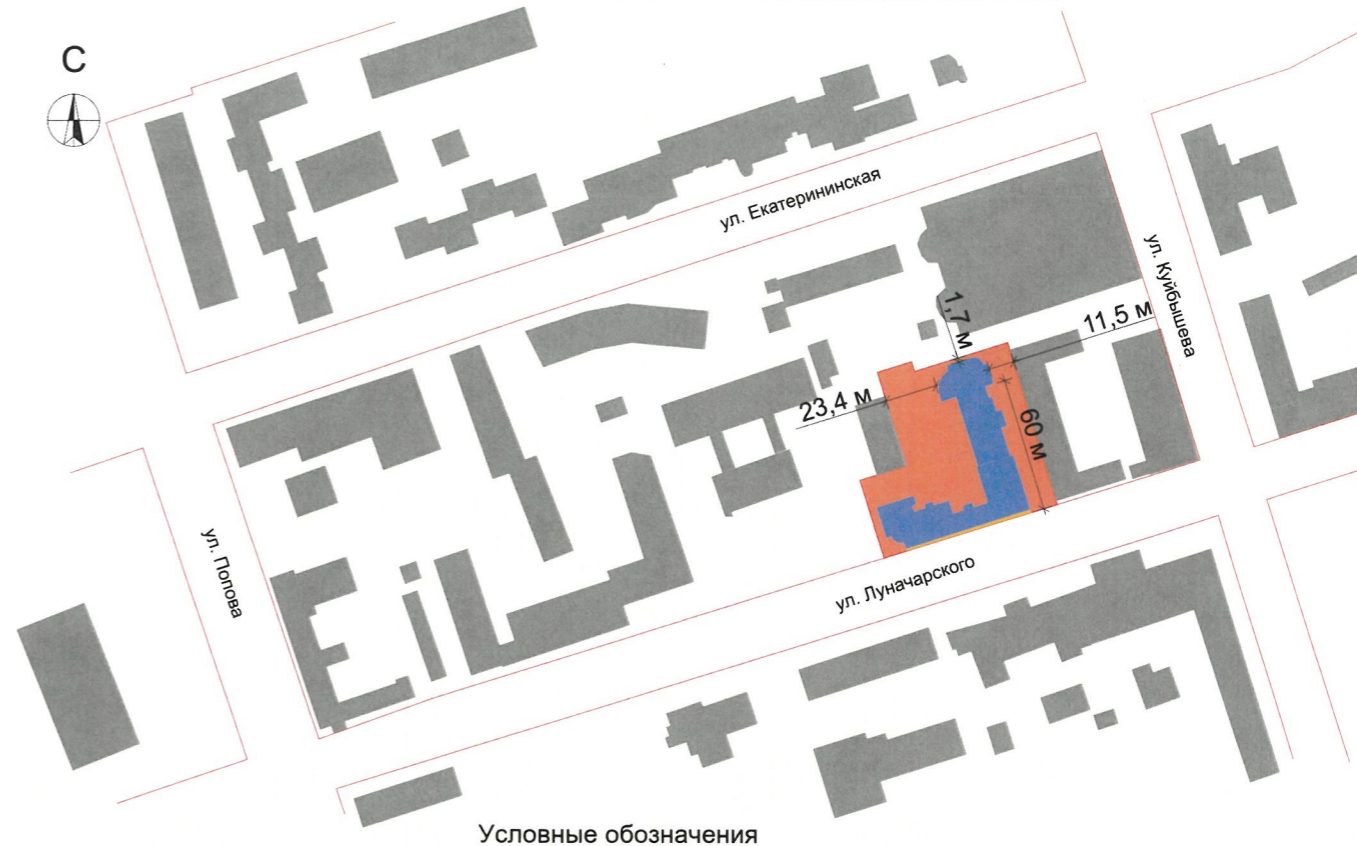 С
ул. Екатерининская
ул. Куйбышева
1,7 м
11,5 м
23,4 м
60 м
ул. Попова
ул. Луначарского
Условные обозначения